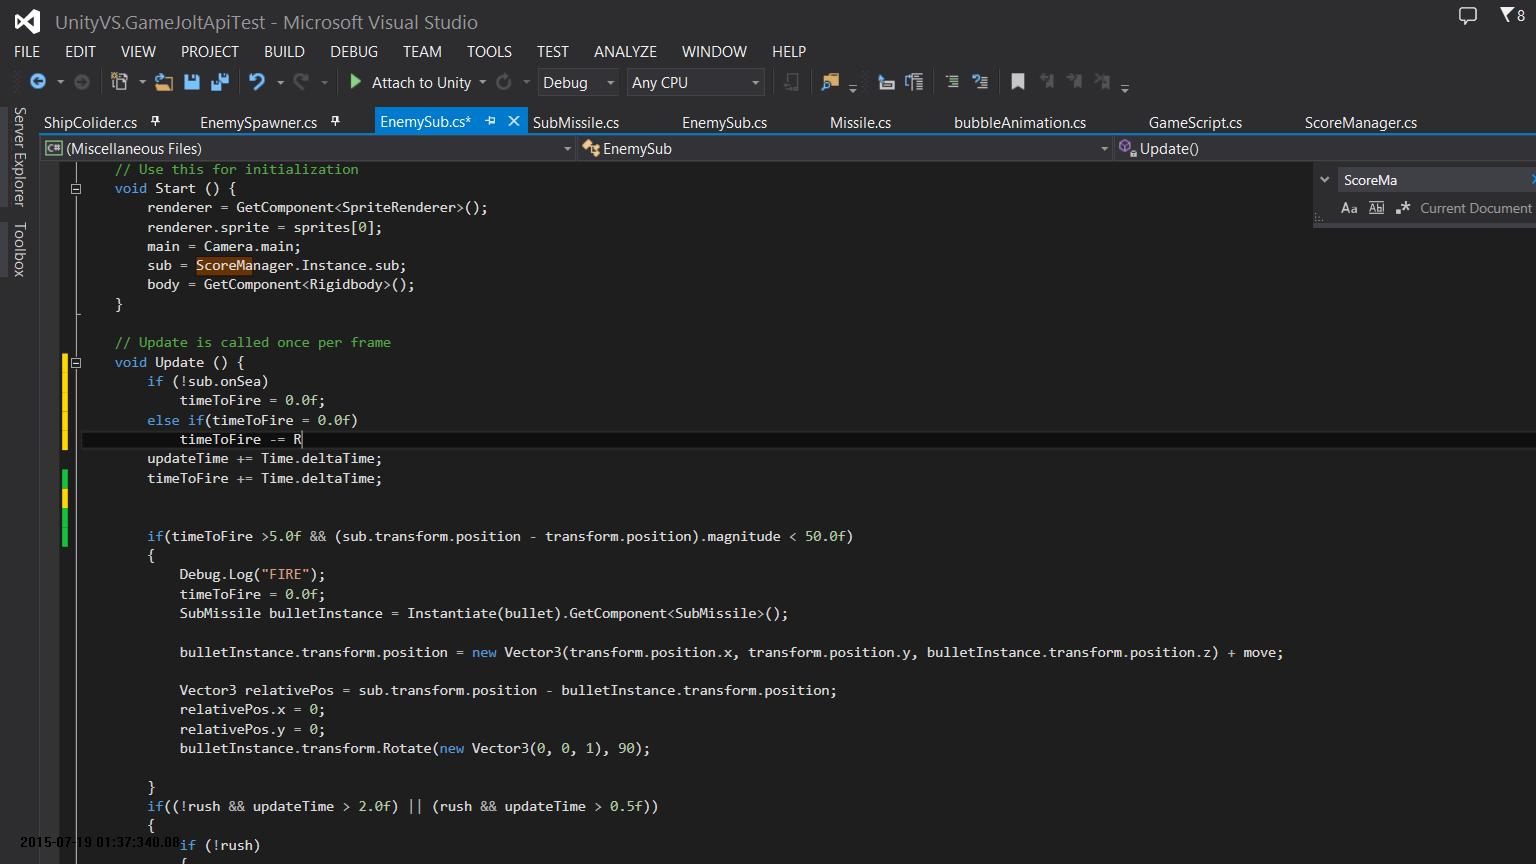 UnityVS.GameJoltApiTest - Microsoft Visual Studio
8
FILE EDIT VIEW PROJECT BUILD DEBUG TEAM TOOLS TEST ANALYZE WINDOW HELP
Attach to Unity Debug Any CPU
Server Explorer
Toolbox
ShipColider.cs EnemySpawner.cs EnemySub.cs* SubMissile.cs EnemySub.cs Missile.cs bubbleAnimation.cs GameScript.cs ScoreManager.cs
C# (Miscellaneous Files) EnemySub Update()
ScoreMa
Aa Abl .* Current Document
// Use this for initialization
void Start () {
renderer = GetComponent<SpriteRenderer>();
renderer.sprite = sprites[0];
main = Camera.main;
sub = ScoreManager.Instance.sub;
body = GetComponent<Rigidbody>();
}
// Update is called once per frame
void Update () {
if (!sub.onSea)
timeToFire = 0.0f;
else if(timeToFire = 0.0f)
timeToFire -= R
updateTime += Time.deltaTime;
timeToFire += Time.deltaTime;
if(timeToFire >5.0f && (sub.transform.position - transform.position).magnitude < 50.0f)
{
Debug.Log("FIRE");
timeToFire = 0.0f;
SubMissile bulletInstance = Instantiate(bullet).GetComponent<SubMissile>();
bulletInstance.transform.position = new Vector3(transform.position.x, transform.position.y, bulletInstance.transform.position.z) + move;
Vector3 relativePos = sub.transform.position - bulletInstance.transform.position;
relativePos.x = 0;
relativePos.y = 0;
bulletInstance.transform.Rotate(new Vector3(0, 0, 1), 90);
}
if((!rush && updateTime > 2.0f) || (rush && updateTime > 0.5f))
{
if (!rush)
{
2015-07-19 01:37:340.08